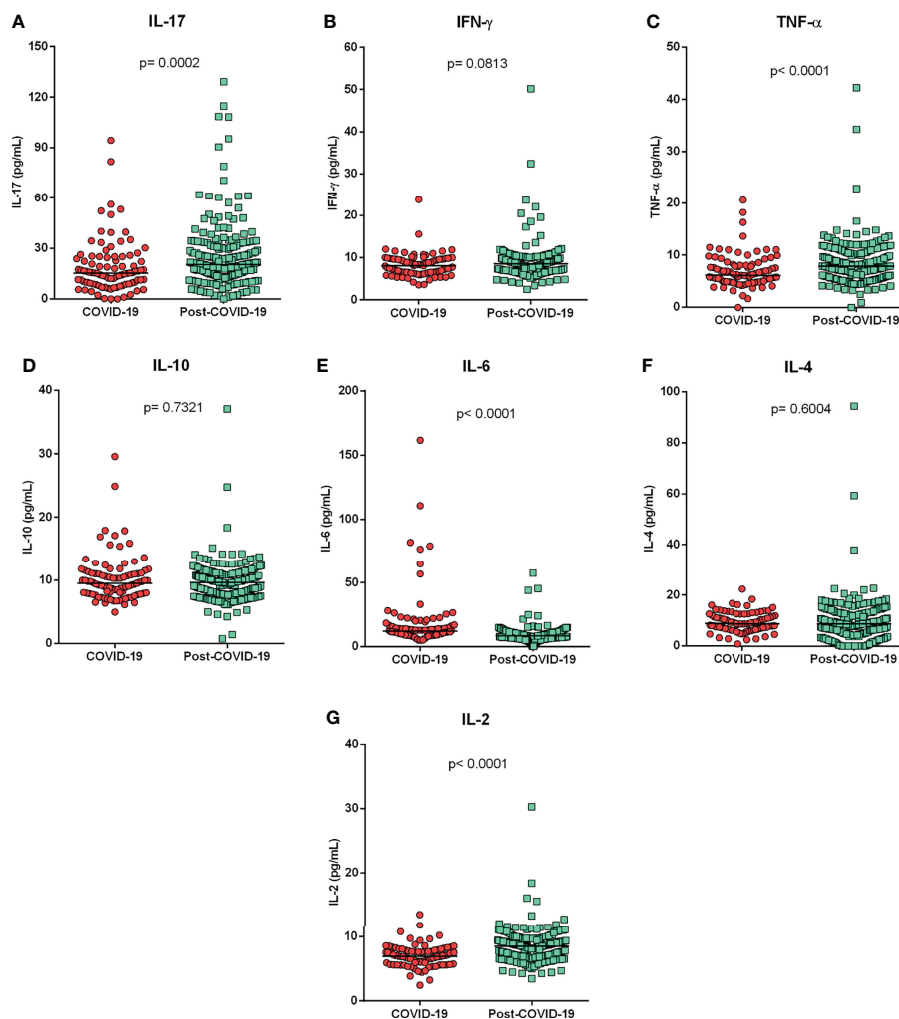 A
IL-17
p= 0.0002
150
120
90
60
30
0
IL-17 (pg/mL)
COVID-19
Post-COVID-19
B
IFN-γ
p= 0.0813
60
50
40
30
20
10
0
IFN-γ (pg/mL)
COVID-19
Post-COVID-19
C
TNF-α
p< 0.0001
50
40
30
20
10
0
TNF-α (pg/mL)
COVID-19
Post-COVID-19
D
IL-10
p= 0.7321
40
30
20
10
0
IL-10 (pg/mL)
COVID-19
Post-COVID-19
E
IL-6
p< 0.0001
200
150
100
50
0
IL-6 (pg/mL)
COVID-19
Post-COVID-19
F
IL-4
p= 0.6004
100
80
60
40
20
0
IL-4 (pg/mL)
COVID-19
Post-COVID-19
G
IL-2
p< 0.0001
40
30
20
10
0
IL-2 (pg/mL)
COVID-19
Post-COVID-19